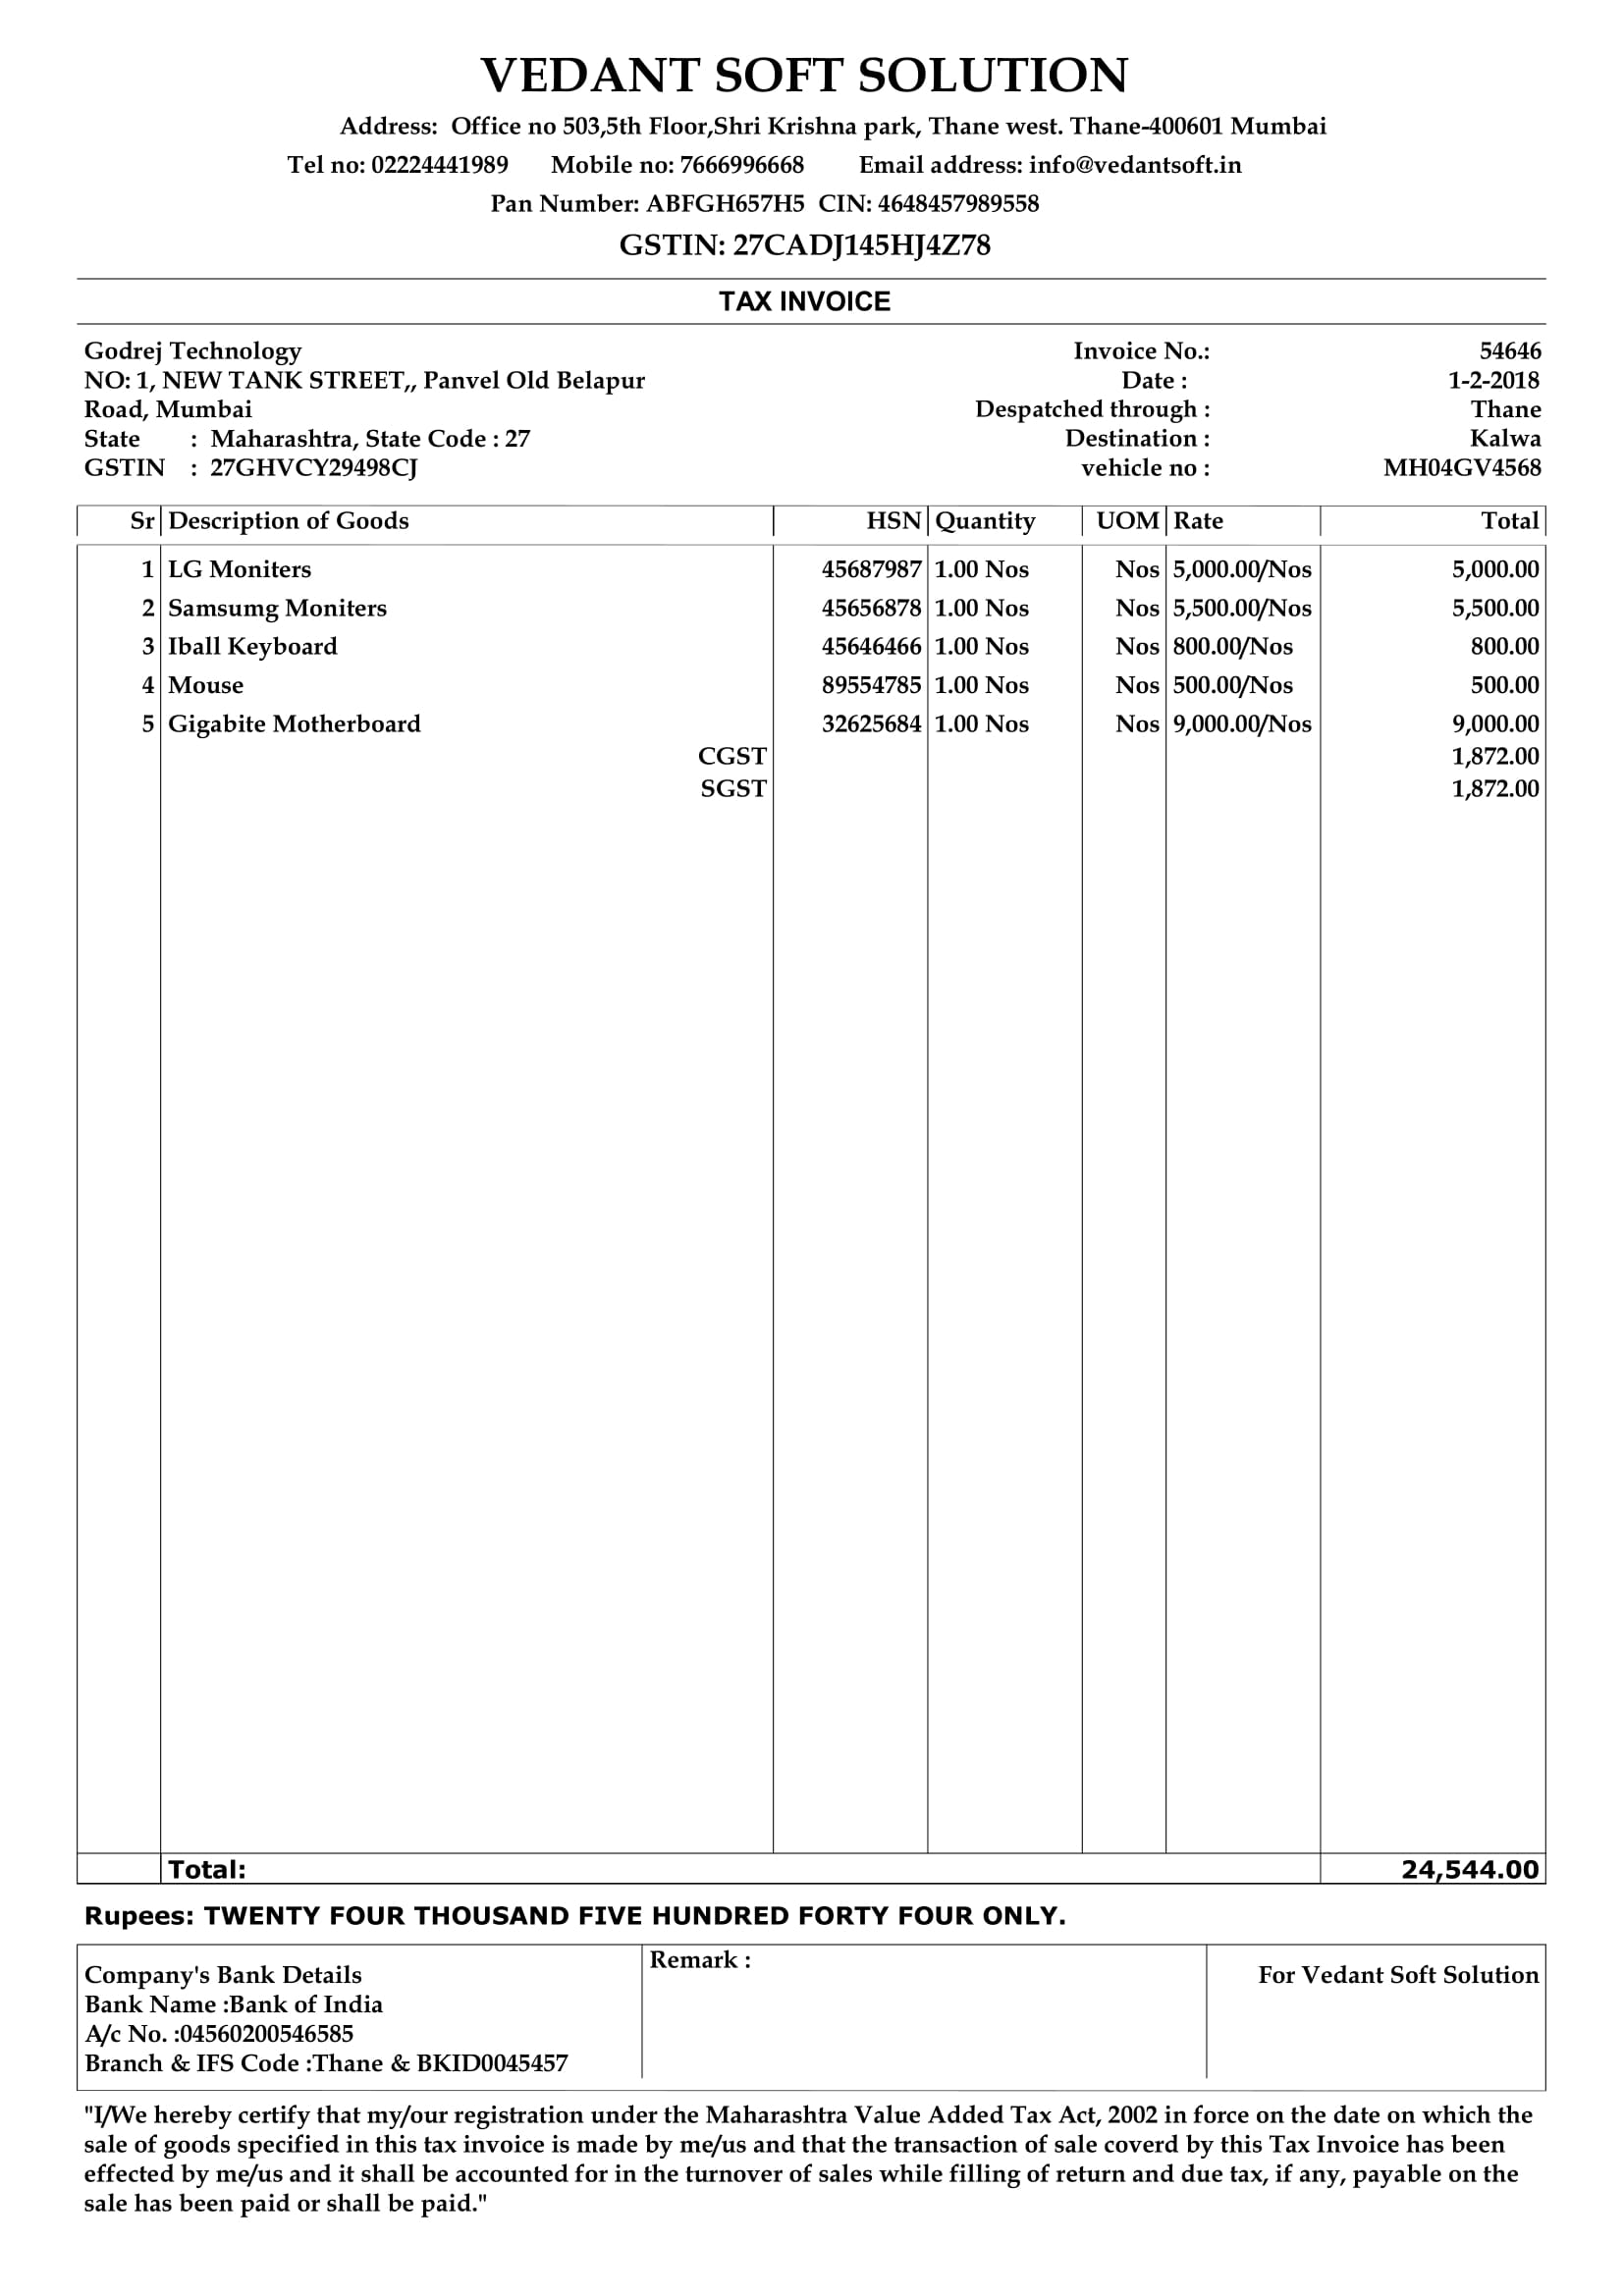 VEDANT SOFT SOLUTION
Address: Office no 503,5th Floor,Shri Krishna park, Thane west. Thane-400601 Mumbai
Tel no: 02224441989 Mobile no: 7666996668 Email address: info@vedantsoft.in
Pan Number: ABFGH657H5 CIN: 4648457989558
GSTIN: 27CADJ145HJ4Z78
TAX INVOICE
Godrej Technology Invoice No.: 54646
NO: 1, NEW TANK STREET,, Panvel Old Belapur Date : 1-2-2018
Road, Mumbai Despatched through : Thane
State : Maharashtra, State Code : 27 Destination : Kalwa
GSTIN : 27GHVCY29498CJ vehicle no : MH04GV4568
Sr Description of Goods HSN Quantity UOM Rate Total
1 LG Moniters 45687987 1.00 Nos Nos 5,000.00/Nos 5,000.00
2 Samsumg Moniters 45656878 1.00 Nos Nos 5,500.00/Nos 5,500.00
3 Iball Keyboard 45646466 1.00 Nos Nos 800.00/Nos 800.00
4 Mouse 89554785 1.00 Nos Nos 500.00/Nos 500.00
5 Gigabite Motherboard 32625684 1.00 Nos Nos 9,000.00/Nos 9,000.00
CGST 1,872.00
SGST 1,872.00
Total: 24,544.00
Rupees: TWENTY FOUR THOUSAND FIVE HUNDRED FORTY FOUR ONLY.
Company's Bank Details
Bank Name :Bank of India
A/c No. :04560200546585
Branch & IFS Code :Thane & BKID0045457
Remark :
For Vedant Soft Solution
"I/We hereby certify that my/our registration under the Maharashtra Value Added Tax Act, 2002 in force on the date on which the
sale of goods specified in this tax invoice is made by me/us and that the transaction of sale coverd by this Tax Invoice has been
effected by me/us and it shall be accounted for in the turnover of sales while filling of return and due tax, if any, payable on the
sale has been paid or shall be paid."